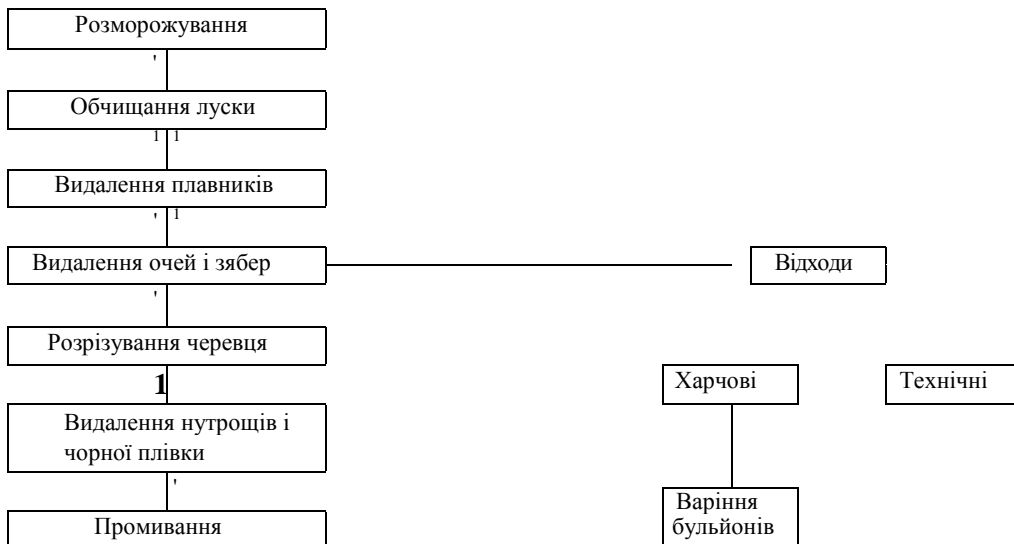 Розморожування
'
Обчищання луски
і і
Видалення плавників
' і
Видалення очей і зябер
Відходи
'
Розрізування черевця
1
Харчові
Технічні
Видалення нутрощів і
чорної плівки
'
Варіння
бульйонів
Промивання